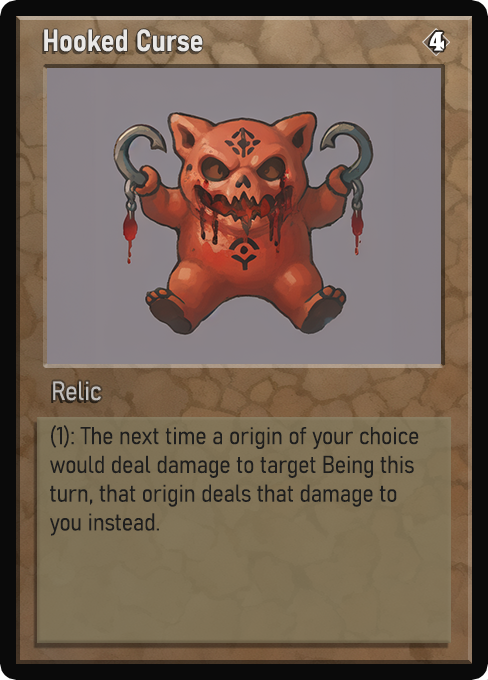 Hooked Curse
4
Relic
(1): The next time a origin of your choice
would deal damage to target Being this
turn, that origin deals that damage to
you instead.